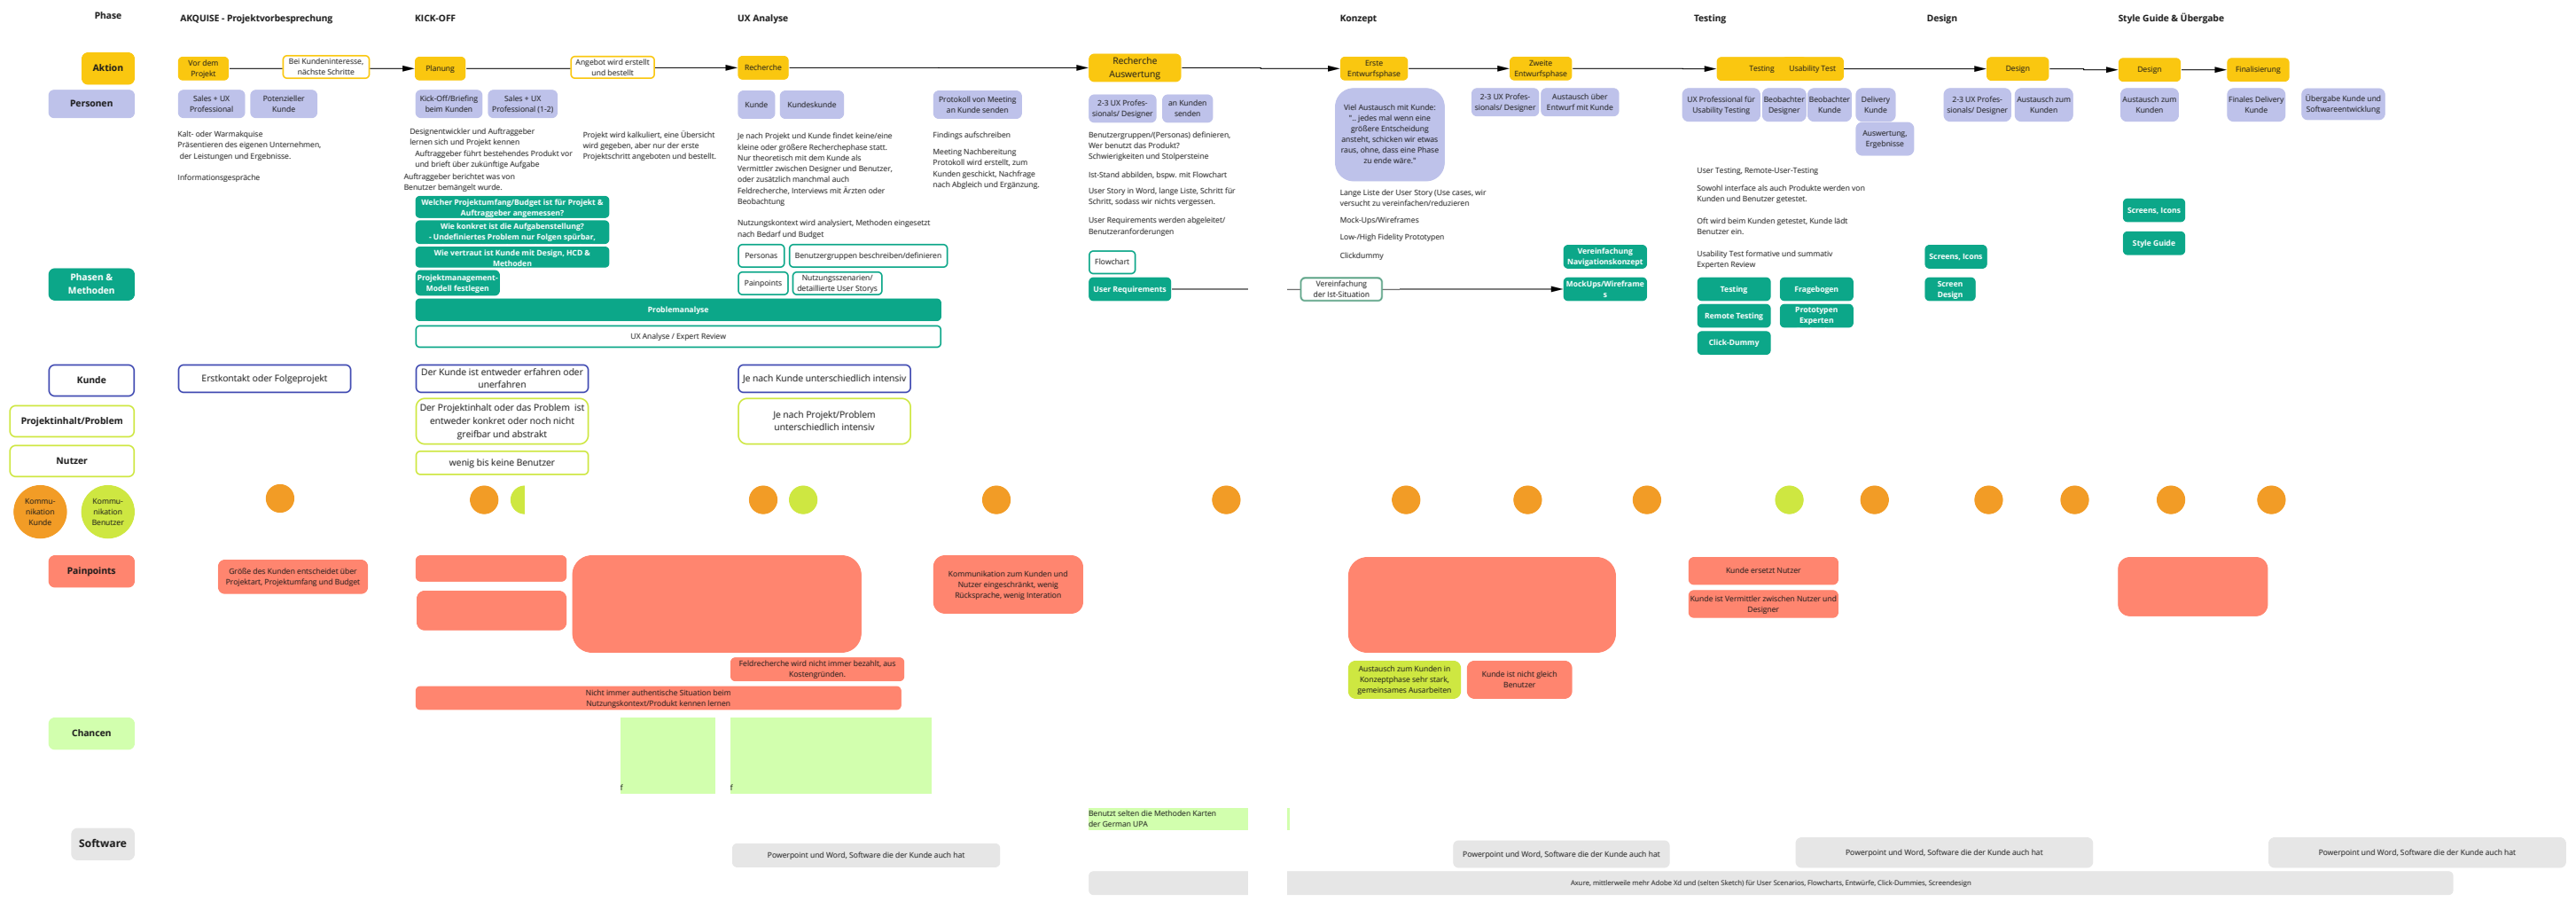 Phase
AKQUISE - Projektvorbesprechung
KICK-OFF
UX Analyse
Konzept
Testing
Design
Style Guide & Übergabe
Aktion
Vor dem
Projekt
Bei Kundeninteresse,
nächste Schritte
Planung
Angebot wird erstellt
und bestellt
Recherche
Recherche
Auswertung
Erste
Entwurfsphase
Zweite
Entwurfsphase
Testing
Usability Test
Design
Design
Finalisierung
Personen
Sales + UX
Professional
Potenzieller
Kunde
Kick-Off/Briefing
beim Kunden
Sales + UX
Professional (1-2)
Kunde
Kundeskunde
Protokoll von Meeting
an Kunde senden
2-3 UX Profes-
sionals/ Designer
an Kunden
senden
Viel Austausch mit Kunde:
".. jedes mal wenn eine
größere Entscheidung
ansteht, schicken wir etwas
raus, ohne, dass eine Phase
zu ende wäre."
2-3 UX Profes-
sionals/ Designer
Austausch über
Entwurf mit Kunde
UX Professional für
Usability Testing
Beobachter
Designer
Beobachter
Kunde
Delivery
Kunde
Auswertung,
Ergebnisse
2-3 UX Profes-
sionals/ Designer
Austausch zum
Kunden
Austausch zum
Kunden
Finales Delivery
Kunde
Übergabe Kunde und
Softwareentwicklung
Kalt- oder Warmakquise
Präsentieren des eigenen Unternehmen,
der Leistungen und Ergebnisse.
Informationsgespräche
Designentwickler und Auftraggeber
lernen sich und Projekt kennen
Auftraggeber führt bestehendes Produkt vor
und brieft über zukünftige Aufgabe
Auftraggeber berichtet was von
Benutzer bemängelt wurde.
Projekt wird kalkuliert, eine Übersicht
wird gegeben, aber nur der erste
Projektschritt angeboten und bestellt.
Je nach Projekt und Kunde findet keine/eine
kleine oder größere Recherchephase statt.
Nur theoretisch mit dem Kunde als
Vermittler zwischen Designer und Benutzer,
oder zusätzlich manchmal auch
Feldrecherche, Interviews mit Ärzten oder
Beobachtung
Nutzungskontext wird analysiert, Methoden eingesetzt
nach Bedarf und Budget
Findings aufschreiben
Meeting Nachbereitung
Protokoll wird erstellt, zum
Kunden geschickt, Nachfrage
nach Abgleich und Ergänzung.
Benutzergruppen/(Personas) definieren,
Wer benutzt das Produkt?
Schwierigkeiten und Stolpersteine
Ist-Stand abbilden, bspw. mit Flowchart
User Story in Word, lange Liste, Schritt für
Schritt, sodass wir nichts vergessen.
User Requirements werden abgeleitet/
Benutzeranforderungen
Lange Liste der User Story (Use cases, wir
versucht zu vereinfachen/reduzieren
Mock-Ups/Wireframes
Low-/High Fidelity Prototypen
Clickdummy
User Testing, Remote-User-Testing
Sowohl interface als auch Produkte werden von
Kunden und Benutzer getestet.
Oft wird beim Kunden getestet, Kunde lädt
Benutzer ein.
Usability Test formative und summativ
Experten Review
Phasen &
Methoden
Welcher Projektumfang/Budget ist für Projekt &
Auftraggeber angemessen?
Wie konkret ist die Aufgabenstellung?
- Undefiniertes Problem nur Folgen spürbar,
Wie vertraut ist Kunde mit Design, HCD &
Methoden
Projektmanagement-
Modell festlegen
Problemanalyse
UX Analyse / Expert Review
Personas
Benutzergruppen beschreiben/definieren
Painpoints
Nutzungsszenarien/
detaillierte User Storys
Flowchart
User Requirements
Vereinfachung
der Ist-Situation
Vereinfachung
Navigationskonzept
MockUps/Wireframe
s
Testing
Fragebogen
Remote Testing
Prototypen
Experten
Click-Dummy
Screens, Icons
Screen
Design
Screens, Icons
Style Guide
Kunde
Erstkontakt oder Folgeprojekt
Der Kunde ist entweder erfahren oder
unerfahren
Je nach Kunde unterschiedlich intensiv
Projektinhalt/Problem
Der Projektinhalt oder das Problem ist
entweder konkret oder noch nicht
greifbar und abstrakt
Je nach Projekt/Problem
unterschiedlich intensiv
Nutzer
wenig bis keine Benutzer
Kommu-
nikation
Kunde
Kommu-
nikation
Benutzer
Painpoints
Größe des Kunden entscheidet über
Projektart, Projektumfang und Budget
Kommunikation zum Kunden und
Nutzer eingeschränkt, wenig
Rücksprache, wenig Interation
Kunde ersetzt Nutzer
Kunde ist Vermittler zwischen Nutzer und
Designer
Feldrecherche wird nicht immer bezahlt, aus
Kostengründen.
Nicht immer authentische Situation beim
Nutzungskontext/Produkt kennen lernen
Austausch zum Kunden in
Konzeptphase sehr stark,
gemeinsames Ausarbeiten
Kunde ist nicht gleich
Benutzer
Chancen
f
f
Benutzt selten die Methoden Karten
der German UPA
Software
Powerpoint und Word, Software die der Kunde auch hat
Powerpoint und Word, Software die der Kunde auch hat
Powerpoint und Word, Software die der Kunde auch hat
Powerpoint und Word, Software die der Kunde auch hat
Axure, mittlerweile mehr Adobe Xd und (selten Sketch) für User Scenarios, Flowcharts, Entwürfe, Click-Dummies, Screendesign